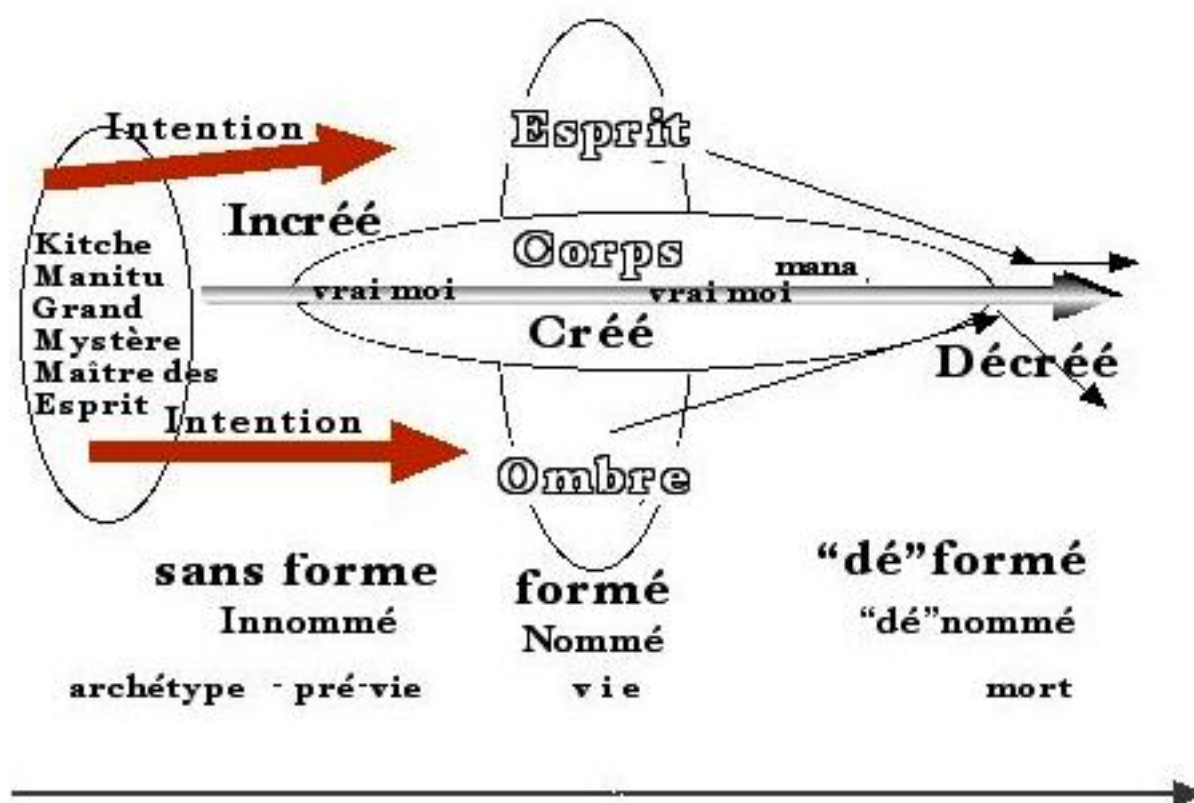 Intention
Esprit
Incréé
Kitche
Manitu
Grand
Mystère
Maître des
Esprit
Corps
mana
vrai moi
vrai moi
Créé
Décréé
Intention
Ombre
sans forme
formé
“dé”formé
Innommé
Nommé
“dé”nommé
archétype - pré-vie
vie
mort